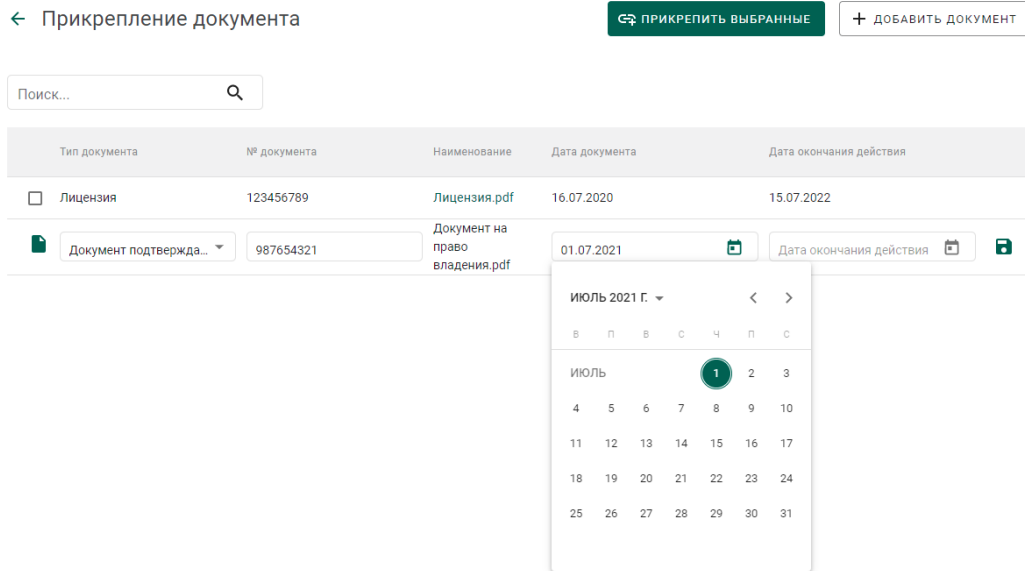 Прикрепление документа
ПРИКРЕПИТЬ ВЫБРАННЫЕ
ДОБАВИТЬ ДОКУМЕНТ
Поиск...
Тип документа № документа Наименование Дата документа Дата окончания действия
Лицензия 123456789 Лицензия.pdf 16.07.2020 15.07.2022
Документ подтвержда... 987654321 Документ на
право
владения.pdf
01.07.2021 Дата окончания действия
ИЮЛЬ 2021 Г.
В П В С Ч П С
ИЮЛЬ 1 2 3
4 5 6 7 8 9 10
11 12 13 14 15 16 17
18 19 20 21 22 23 24
25 26 27 28 29 30 31